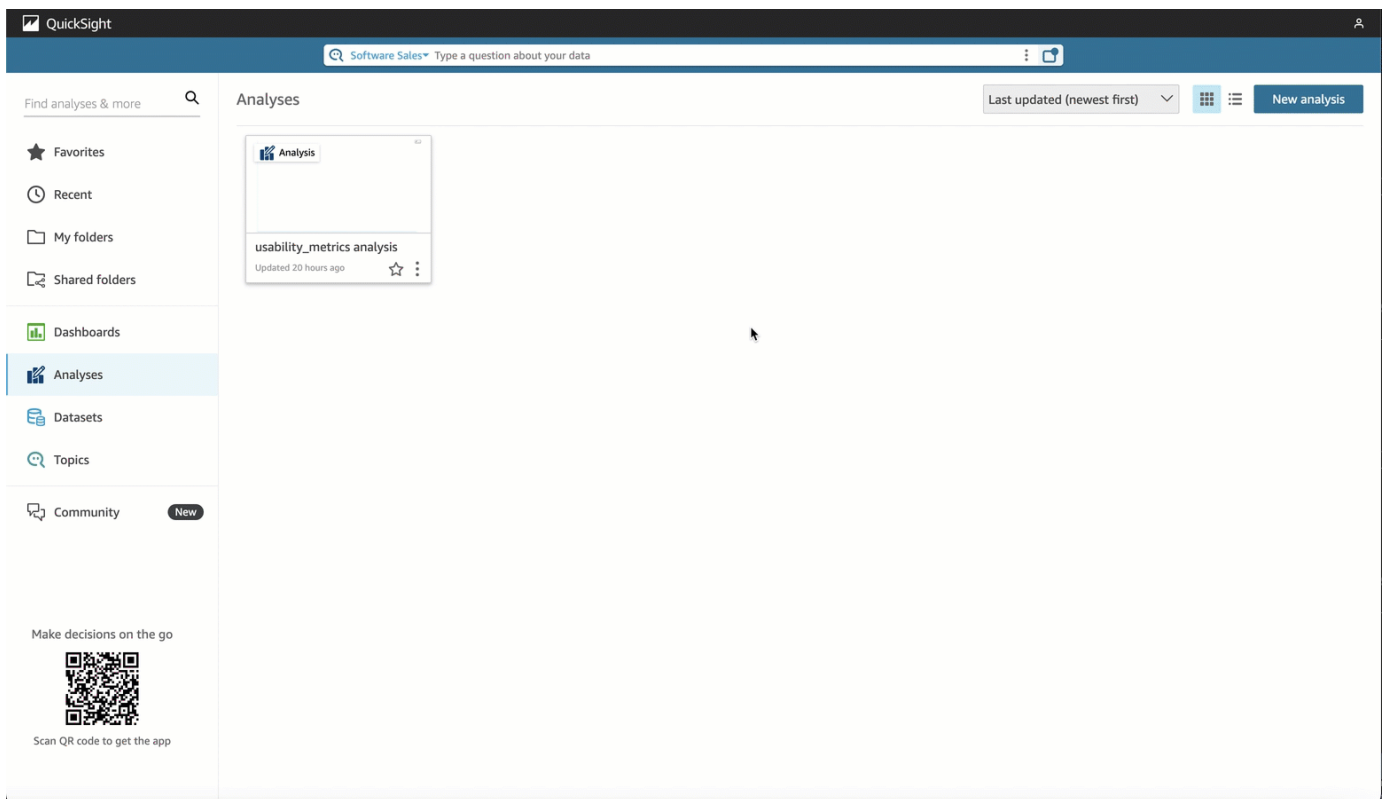 QuickSight
Software Sales Type a question about your data
Find analyses & more
Favorites
Recent
My folders
Shared folders
Dashboards
Analyses
Datasets
Topics
Community New
Make decisions on the go
Scan QR code to get the app
Analyses
Last updated (newest first)
New analysis
Analysis
usability_metrics analysis
Updated 20 hours ago